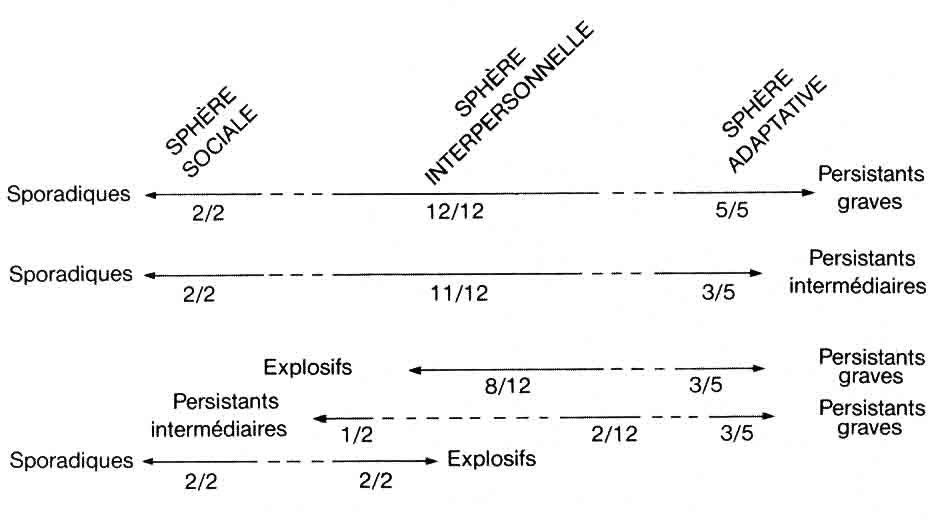 SPHÈRE
SOCIALE
SPHÈRE
INTERPERSONNELLE
SPHÈRE
ADAPTATIVE
Sporadiques
Persistants
graves
2/2 12/12 5/5
Sporadiques
Persistants
intermédiaires
2/2 11/12 3/5
Explosifs
Persistants
graves
8/12 3/5
Persistants
intermédiaires
Persistants
graves
1/2 2/12 3/5
Sporadiques Explosifs
2/2 2/2